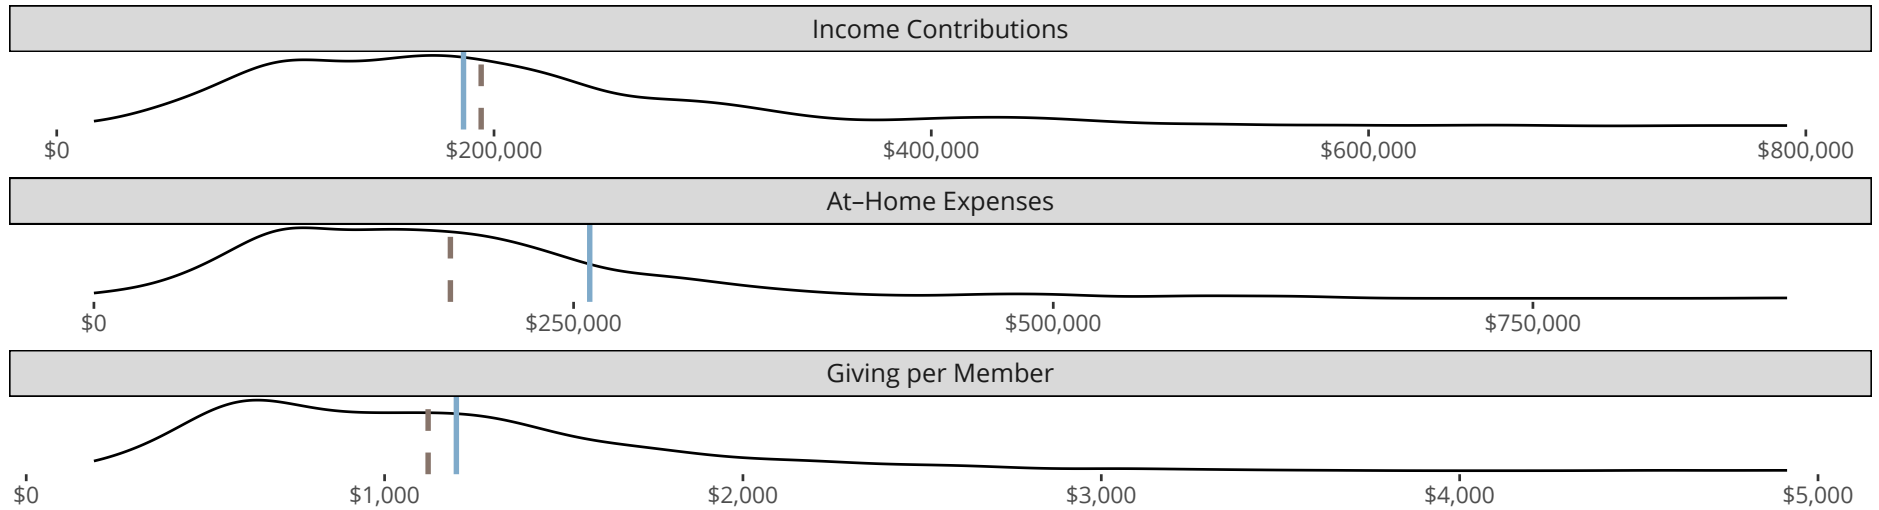 Income Contributions
$0 $200,000 $400,000 $600,000 $800,000
At–Home Expenses
$0 $250,000 $500,000 $750,000
Giving per Member
$0 $1,000 $2,000 $3,000 $4,000 $5,000